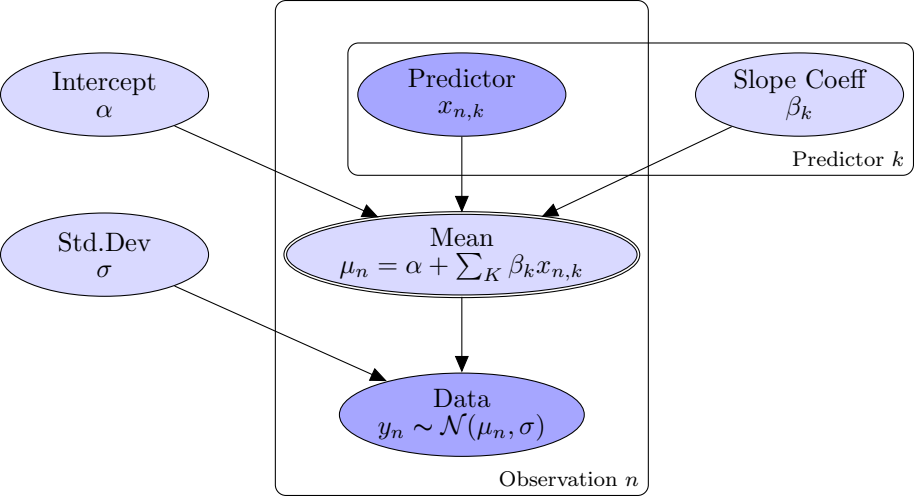 Intercept
α
Predictor
x_{n,k}
Slope Coeff
β_k
Predictor k
Std.Dev
σ
Mean
μ_n = α + ∑_K β_k x_{n,k}
Data
y_n ∼ 𝒩(μ_n, σ)
Observation n